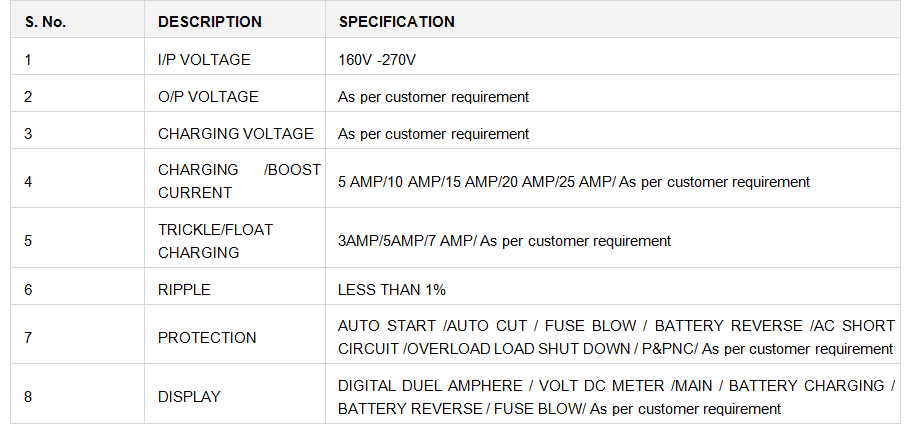 S. No. DESCRIPTION SPECIFICATION
1 I/P VOLTAGE 160V -270V
2 O/P VOLTAGE As per customer requirement
3 CHARGING VOLTAGE As per customer requirement
4 CHARGING /BOOST CURRENT 5 AMP/10 AMP/15 AMP/20 AMP/25 AMP/ As per customer requirement
5 TRICKLE/FLOAT CHARGING 3AMP/5AMP/7 AMP/ As per customer requirement
6 RIPPLE LESS THAN 1%
7 PROTECTION AUTO START /AUTO CUT / FUSE BLOW / BATTERY REVERSE /AC SHORT
CIRCUIT /OVERLOAD LOAD SHUT DOWN / P&PNC/ As per customer requirement
8 DISPLAY DIGITAL DUEL AMPHERE / VOLT DC METER /MAIN / BATTERY CHARGING /
BATTERY REVERSE / FUSE BLOW/ As per customer requirement